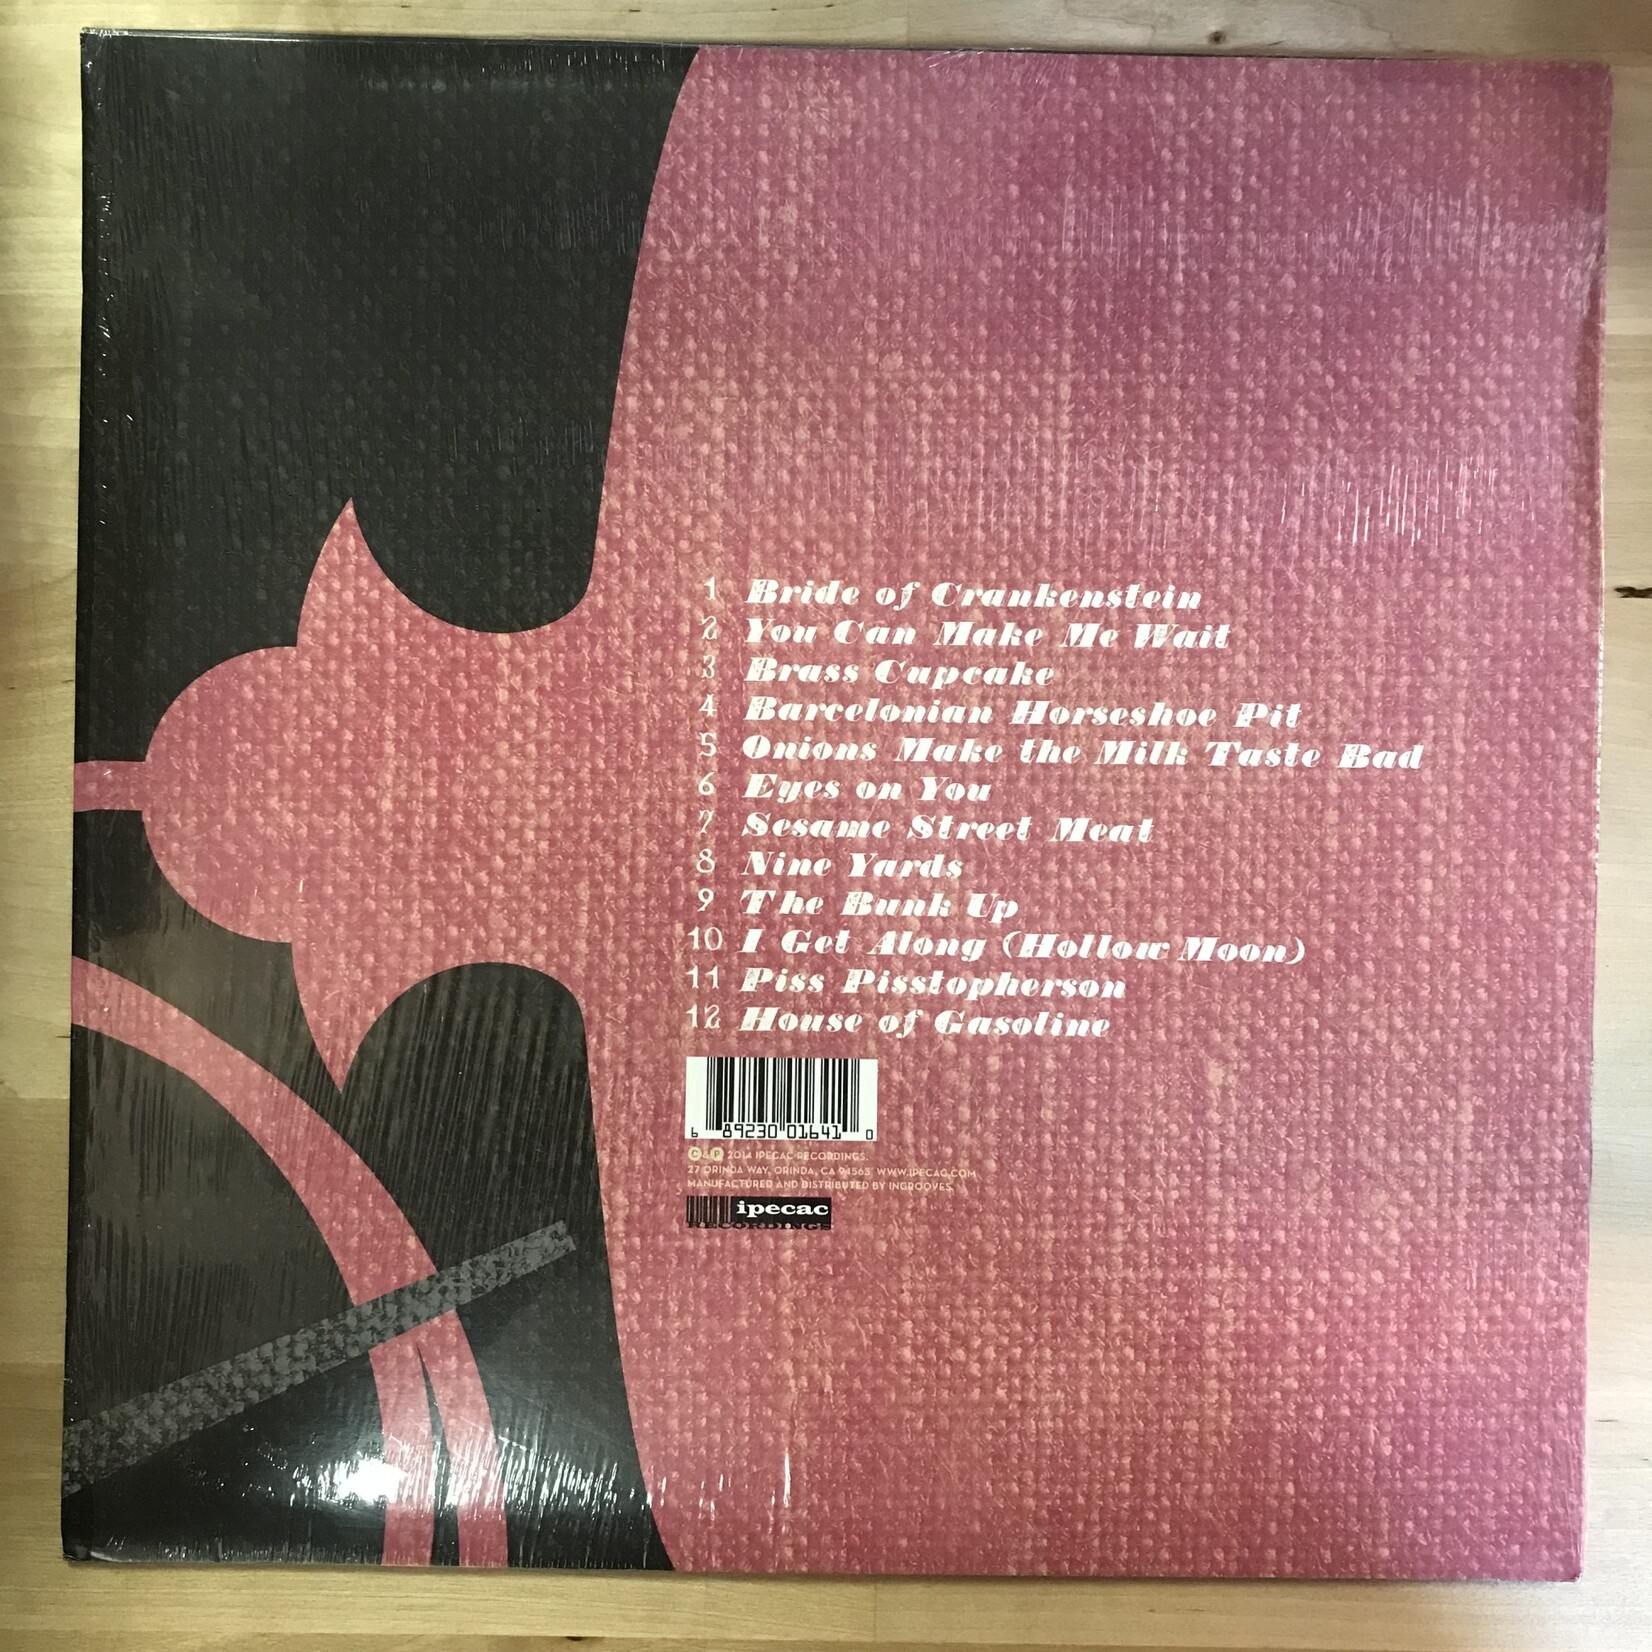 1 Bride of Crankenstein
2 You Can Make Me Wait
3 Brass Cupcake
4 Barcelonian Horseshoe Pit
5 Onions Make the Milk Taste Bad
6 Eyes on You
7 Sesame Street Meat
8 Nine Yards
9 The Bunk Up
10 I Get Along (Hollow Moon)
11 Piss Pisstopherson
12 House of Gasoline
6 89230 01641 0
©&℗ 2014 IPECAC RECORDINGS.
27 ORINDA WAY, ORINDA, CA 94563 WWW.IPECAC.COM
MANUFACTURED AND DISTRIBUTED BY INGROOVES.
ipecac
RECORDINGS